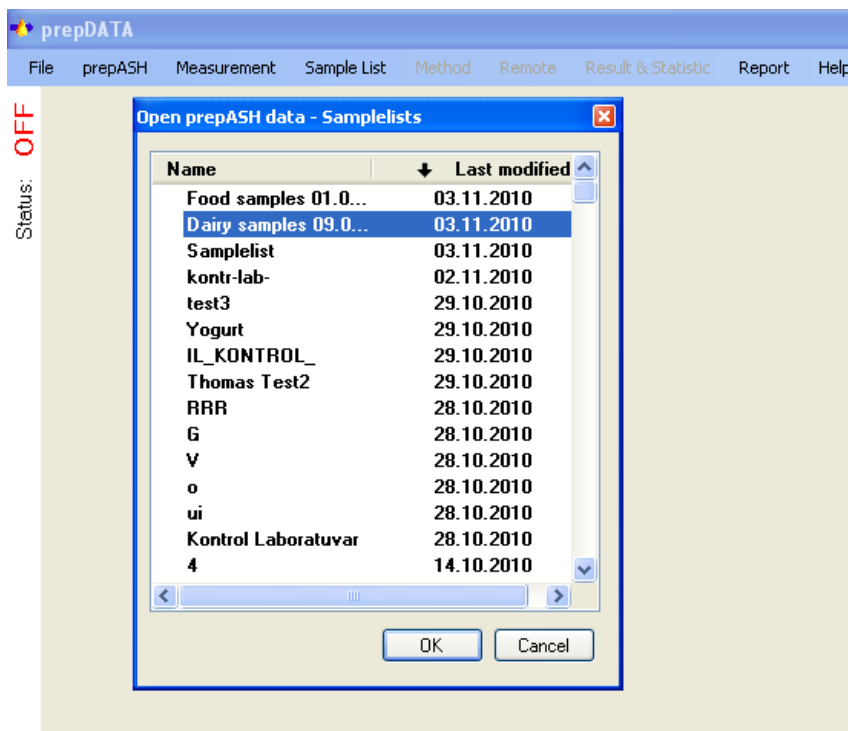 prepDATA
File prepASH Measurement Sample List Method Remote Result & Statistic Report Help
Status: OFF
Open prepASH data - Samplelists
Name Last modified
Food samples 01.0... 03.11.2010
Dairy samples 09.0... 03.11.2010
Samplelist 03.11.2010
kontr-lab- 02.11.2010
test3 29.10.2010
Yogurt 29.10.2010
IL_KONTROL_ 29.10.2010
Thomas Test2 29.10.2010
RRR 28.10.2010
G 28.10.2010
V 28.10.2010
o 28.10.2010
ui 28.10.2010
Kontrol Laboratuvar 28.10.2010
4 14.10.2010
OK Cancel